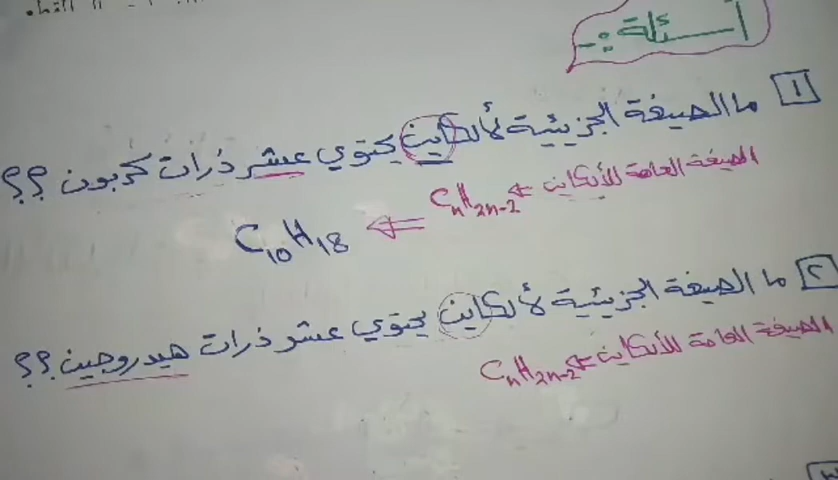 أسئلة :-
1 ما الصيغة الجزيئية لألكاين يحتوي عشر ذرات كربون ؟؟
الصيغة العامة للألكاين ← CₙH₂ₙ₋₂
⇐ C₁₀H₁₈
٢ ما الصيغة الجزيئية لألكاين يحتوي عشر ذرات هيدروجين ؟؟
الصيغة العامة للألكاين ← CₙH₂ₙ₋₂